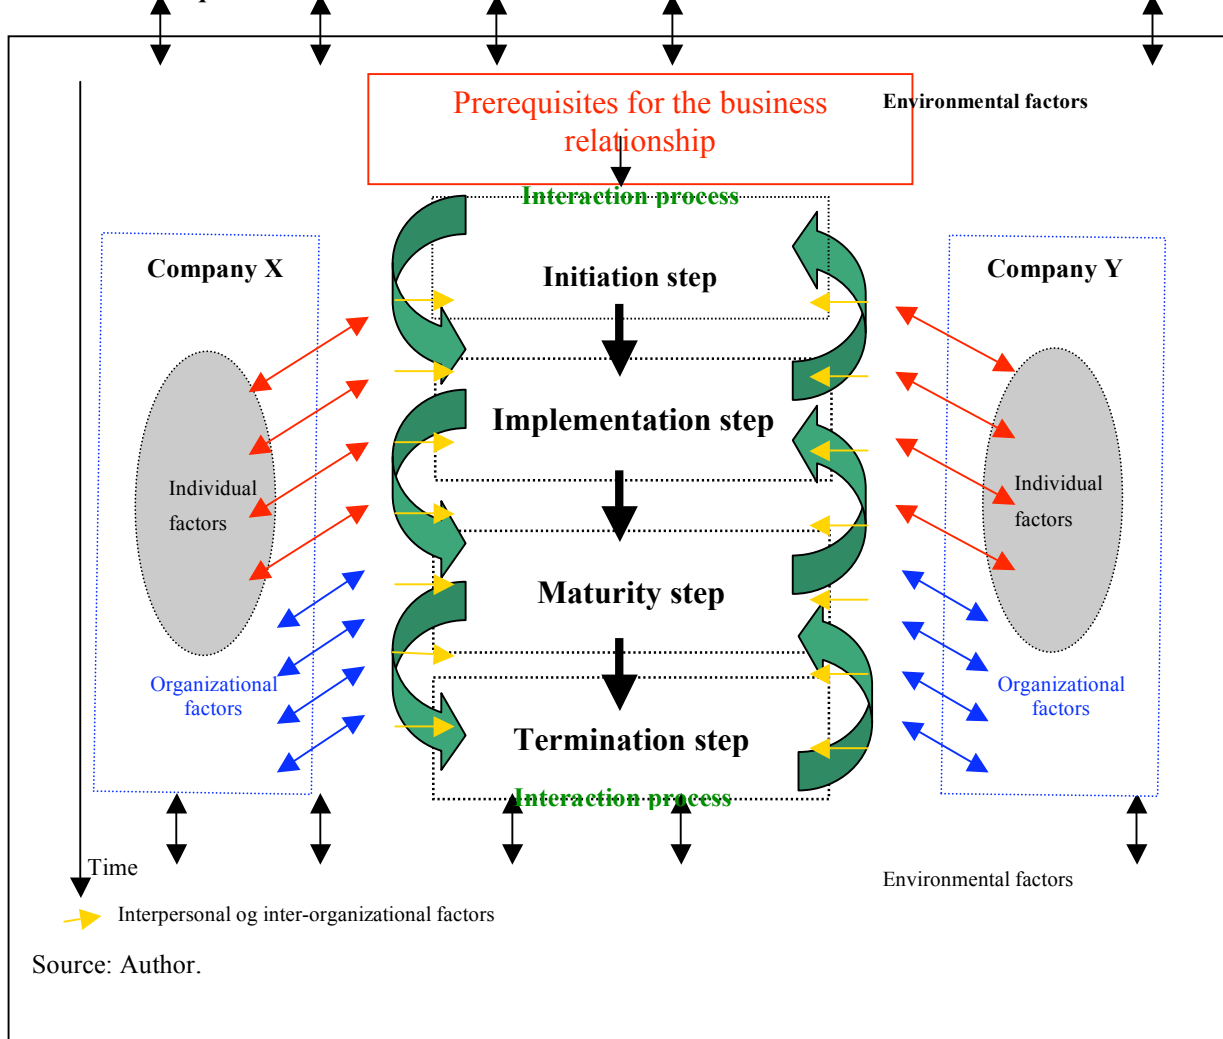 Prerequisites for the business
relationship
Environmental factors
Interaction process
Company X
Initiation step
Company Y
Implementation step
Individual
factors
Individual
factors
Maturity step
Organizational
factors
Organizational
factors
Termination step
Interaction process
Time
Environmental factors
Interpersonal og inter-organizational factors
Source: Author.